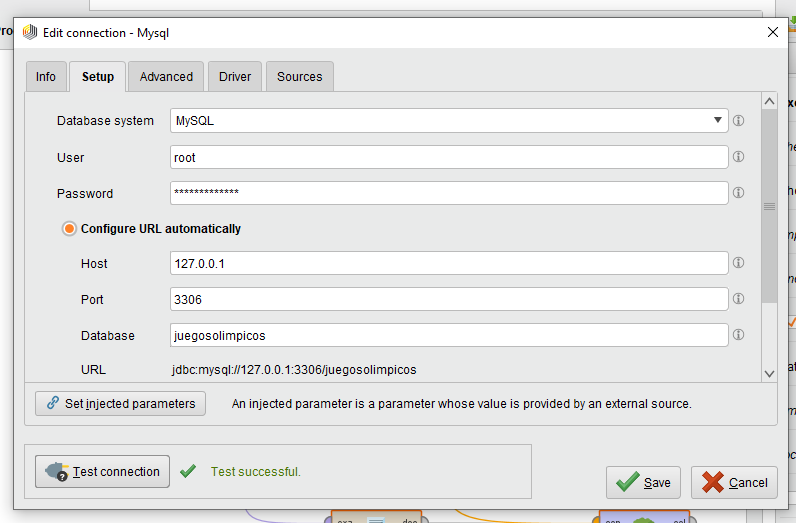 Edit connection - Mysql
Info Setup Advanced Driver Sources
Database system MySQL
User root
Password *************
Configure URL automatically
Host 127.0.0.1
Port 3306
Database juegosolimpicos
URL jdbc:mysql://127.0.0.1:3306/juegosolimpicos
Set injected parameters An injected parameter is a parameter whose value is provided by an external source.
Test connection Test successful.
Save Cancel